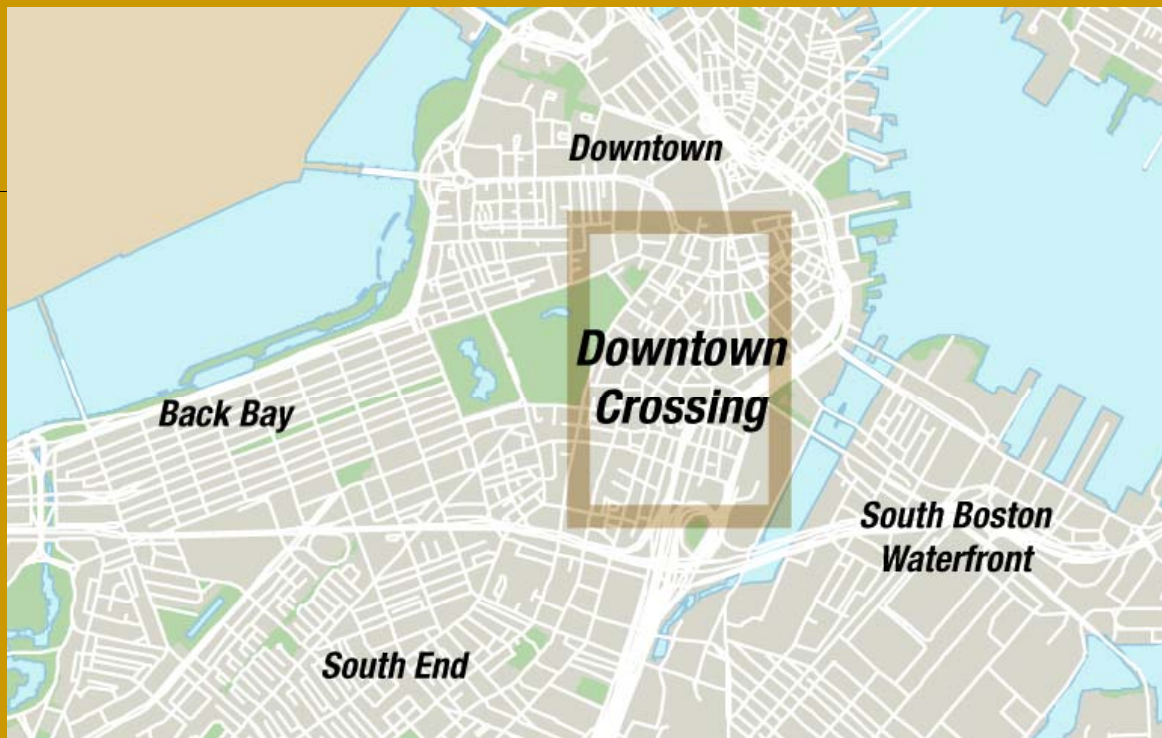 Downtown
Downtown
Crossing
Back Bay
South Boston
Waterfront
South End